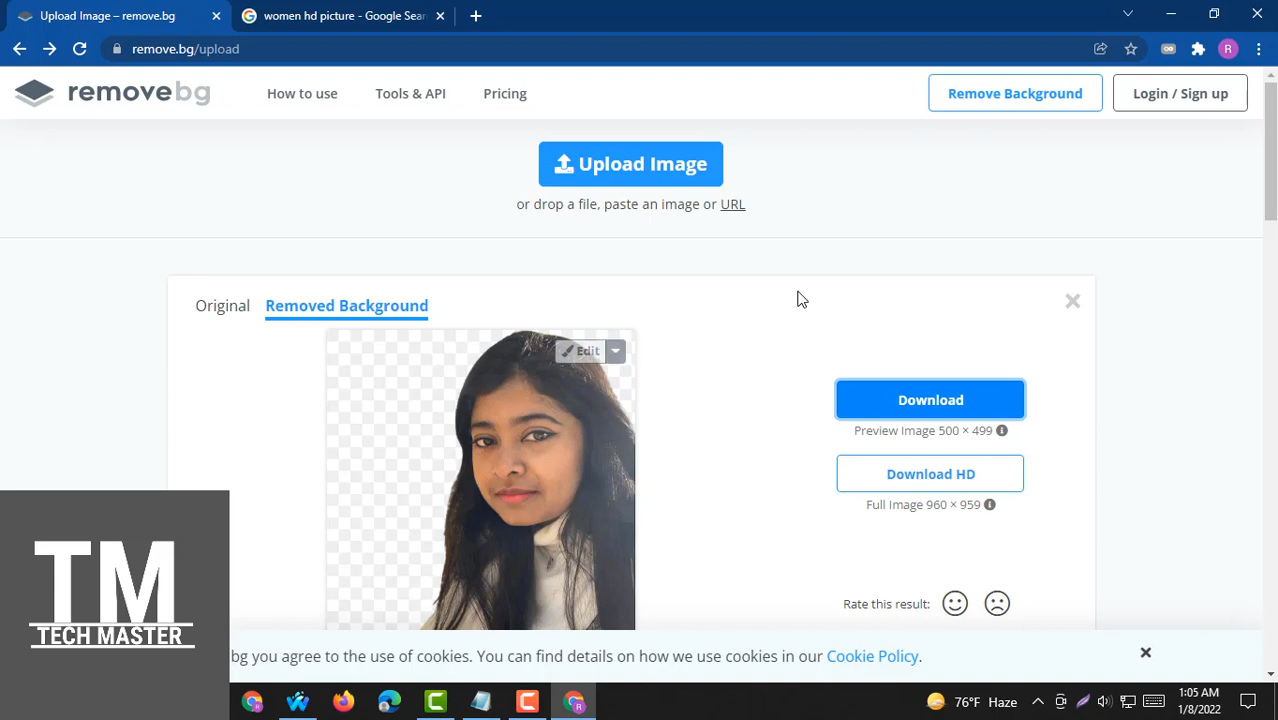 Upload Image – remove.bg
women hd picture - Google Sear
remove.bg/upload
R
removebg
How to use
Tools & API
Pricing
Remove Background
Login / Sign up
Upload Image
or drop a file, paste an image or URL
Original
Removed Background
Edit
Download
Preview Image 500 × 499
Download HD
Full Image 960 × 959
Rate this result:
bg you agree to the use of cookies. You can find details on how we use cookies in our Cookie Policy.
TM
TECH MASTER
76°F Haze
1:05 AM
1/8/2022